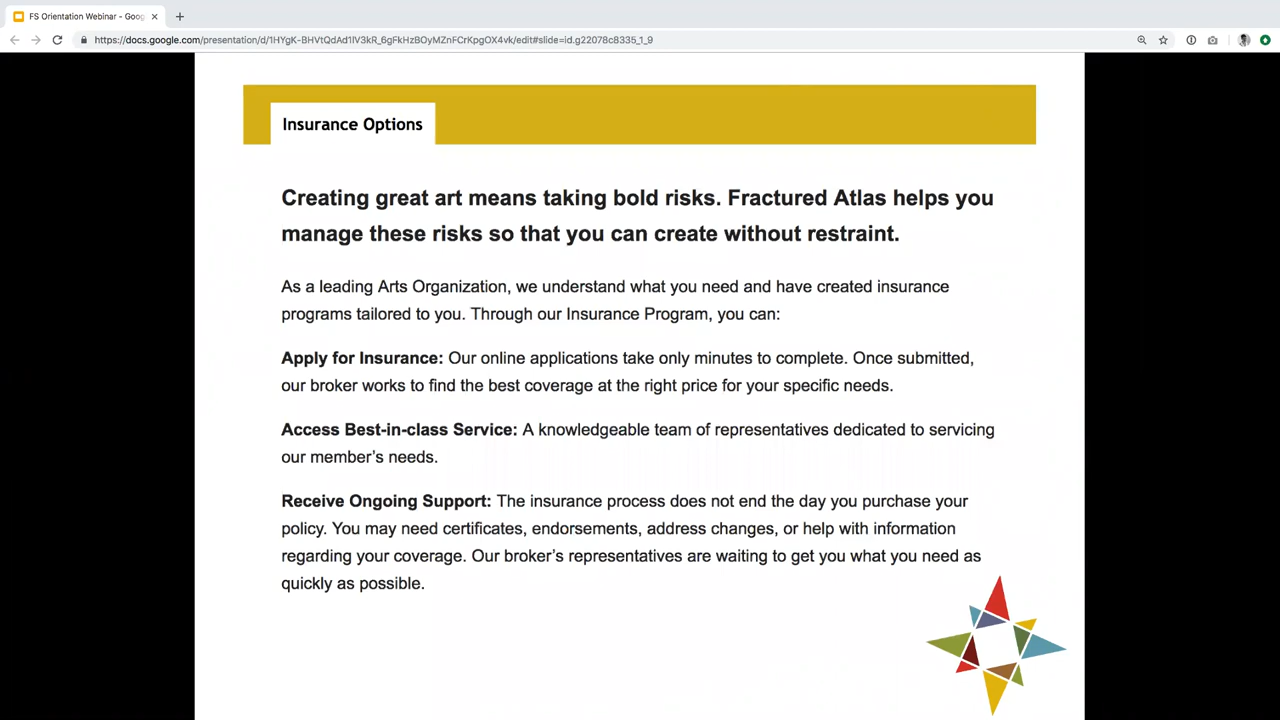 FS Orientation Webinar - Goog
https://docs.google.com/presentation/d/1HYgK-BHVtQdAd1lV3kR_6gFkHzBOyMZnFCrKpgOX4vk/edit#slide=id.g22078c8335_1_9
Insurance Options
Creating great art means taking bold risks. Fractured Atlas helps you
manage these risks so that you can create without restraint.
As a leading Arts Organization, we understand what you need and have created insurance
programs tailored to you. Through our Insurance Program, you can:
Apply for Insurance: Our online applications take only minutes to complete. Once submitted,
our broker works to find the best coverage at the right price for your specific needs.
Access Best-in-class Service: A knowledgeable team of representatives dedicated to servicing
our member's needs.
Receive Ongoing Support: The insurance process does not end the day you purchase your
policy. You may need certificates, endorsements, address changes, or help with information
regarding your coverage. Our broker's representatives are waiting to get you what you need as
quickly as possible.